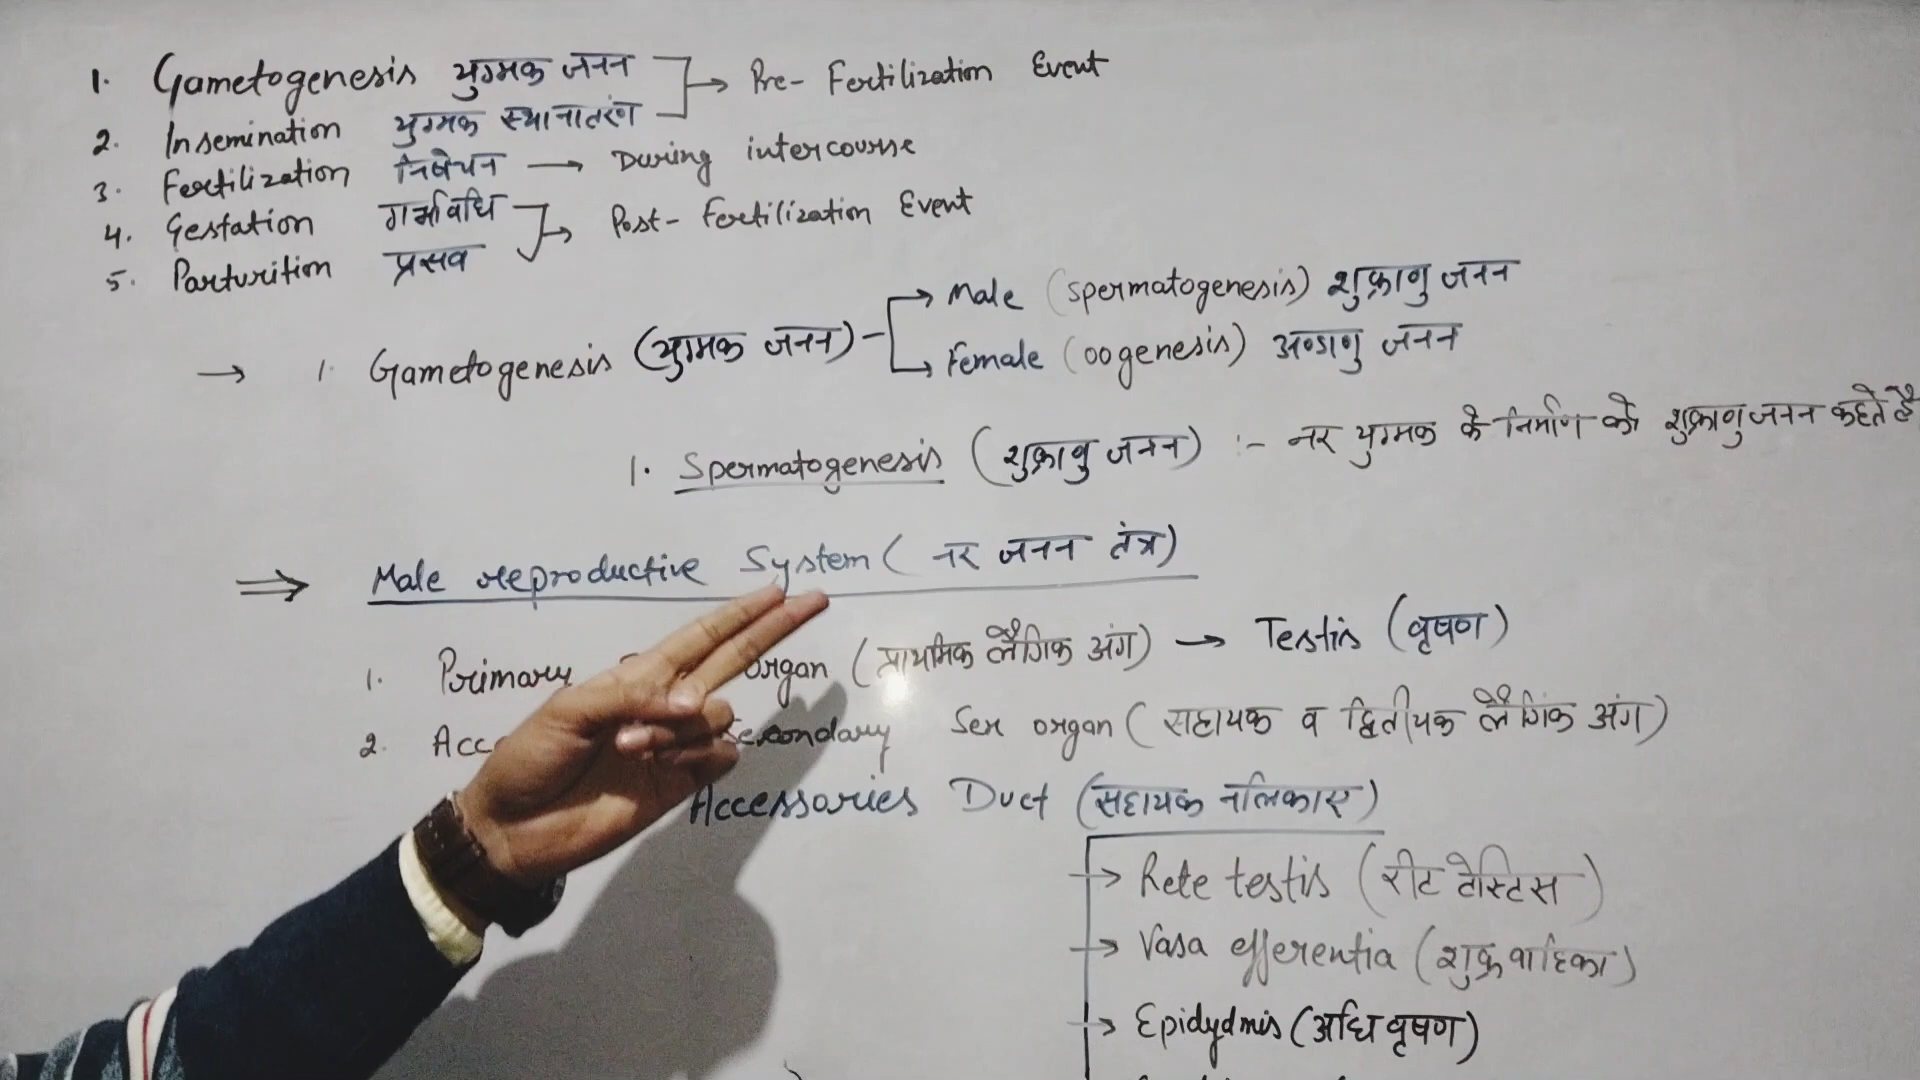 1. Gametogenesis युग्मक जनन → Pre-Fertilization Event
2. Insemination युग्मक स्थानातरंण
3. Fertilization निषेचन → During intercourse
4. Gestation गर्भावधि → Post-Fertilization Event
5. Parturition प्रसव
→ 1. Gametogenesis (युग्मक जनन) -
→ Male (spermatogenesis) शुक्राणु जनन
→ Female (oogenesis) अण्डाणु जनन
1. Spermatogenesis (शुक्राणु जनन) :- नर युग्मक के निर्माण को शुक्राणुजनन कहते है
⇒ Male reproductive System (नर जनन तंत्र)
1. Primary organ (प्राथमिक लैंगिक अंग) → Testis (वृषण)
2. Secondary Sex organ (सहायक व द्वितीयक लैगिंक अंग)
Accessories Duct (सहायक नलिकाए)
→ Rete testis (रीट टेस्टिस)
→ Vasa efferentia (शुक्रवाहिका)
→ Epidydmis (अधिवृषण)